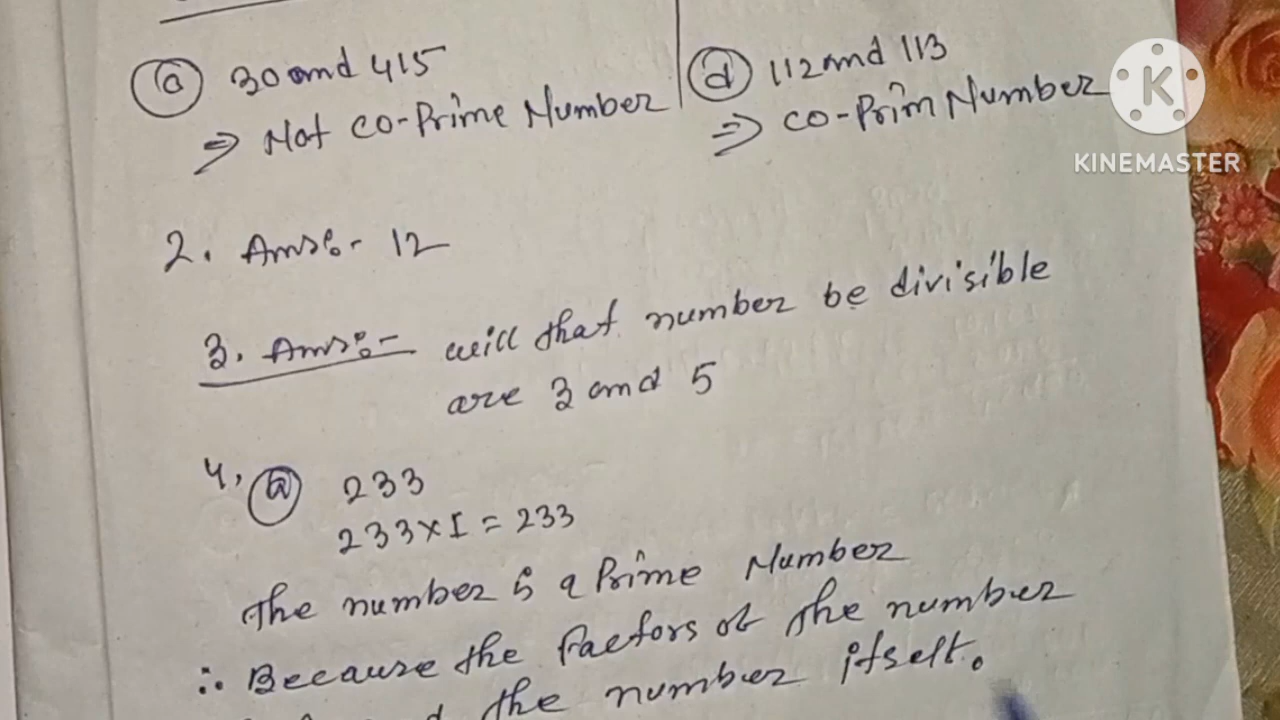 (a) 30 and 415
⇒ Not co-Prime Number
(d) 112 and 113
⇒ co-Prim Number
KINEMASTER
2. Ans:- 12
3. Ans:- will that number be divisible
are 3 and 5
4. (a) 233
233×I = 233
The number is a Prime Number
∴ Because the factors of the number
the number itself.